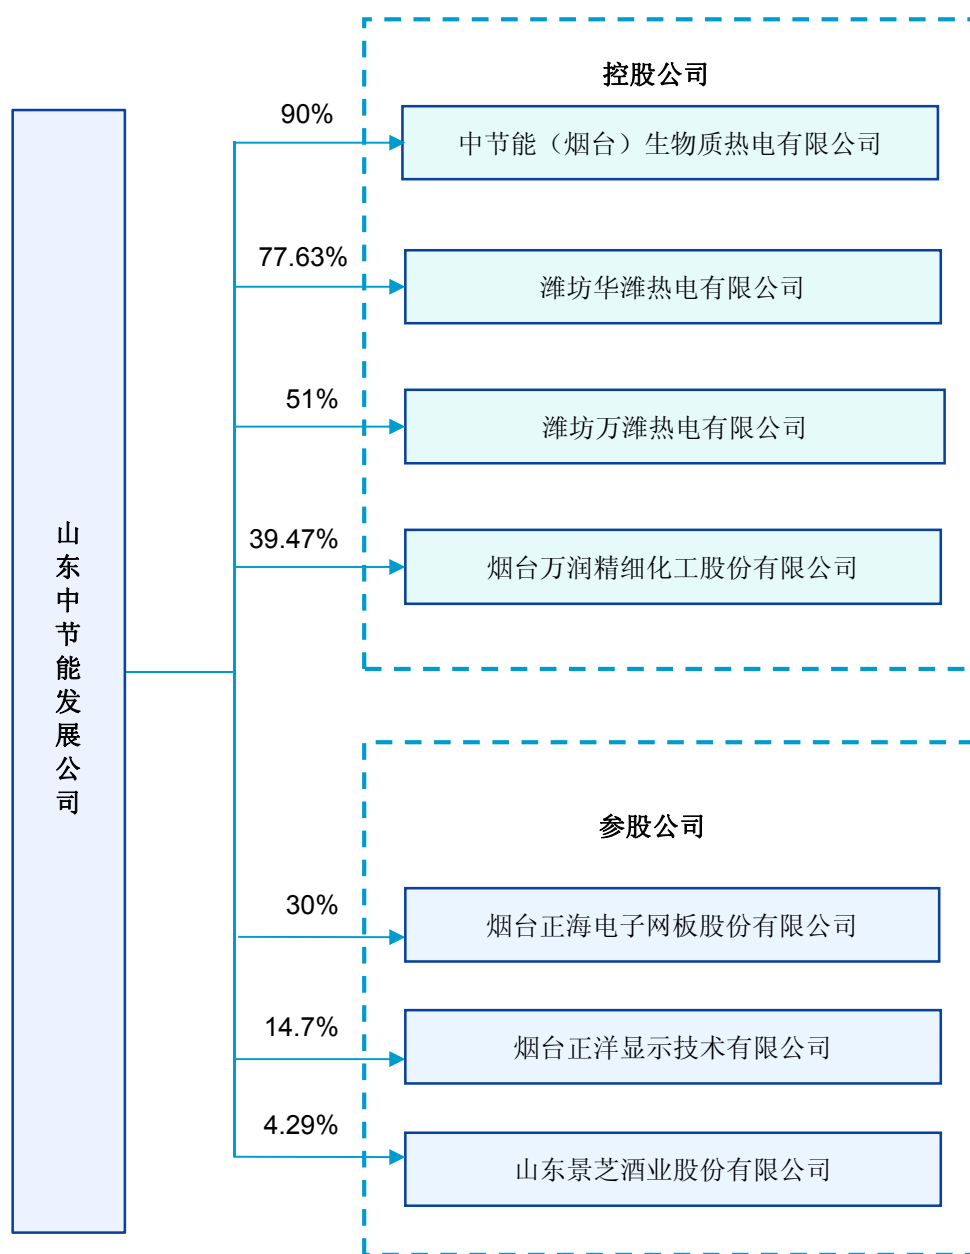 山东中节能发展公司
控股公司
90%
中节能（烟台）生物质热电有限公司
77.63%
潍坊华潍热电有限公司
51%
潍坊万潍热电有限公司
39.47%
烟台万润精细化工股份有限公司
参股公司
30%
烟台正海电子网板股份有限公司
14.7%
烟台正洋显示技术有限公司
4.29%
山东景芝酒业股份有限公司